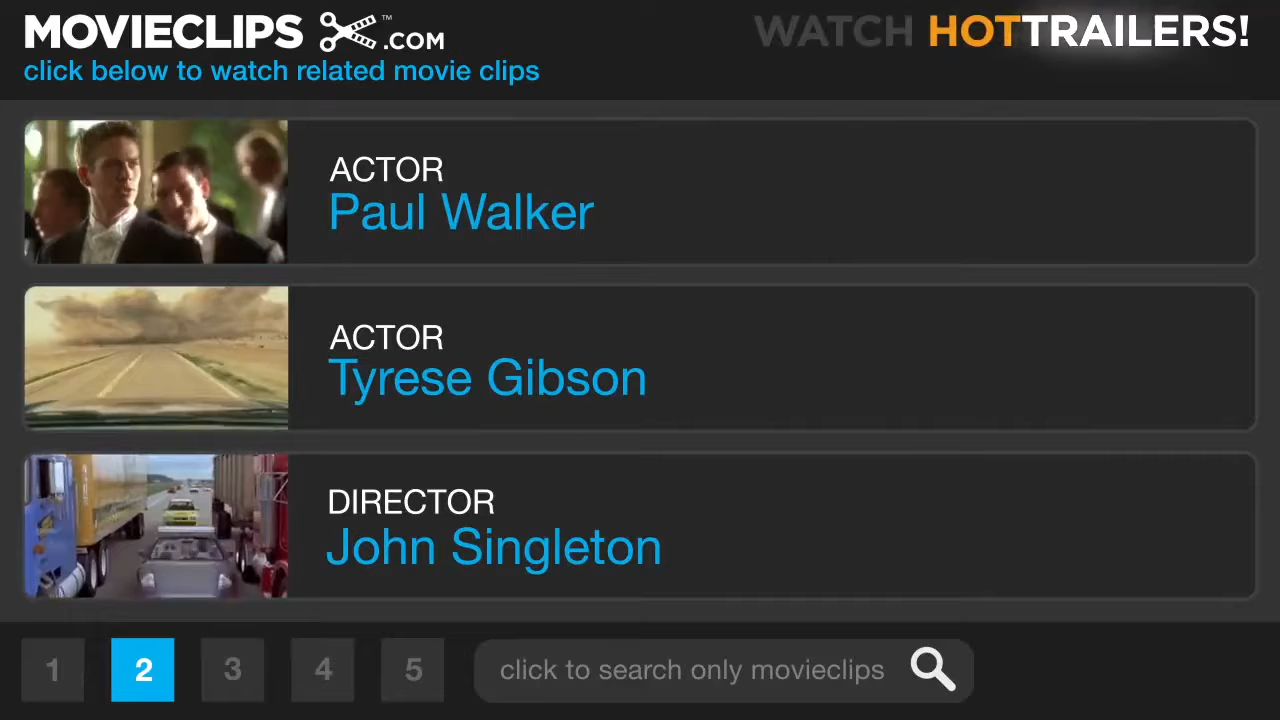 MOVIECLIPS™.COM
WATCH HOTTRAILERS!
click below to watch related movie clips
ACTOR
Paul Walker
ACTOR
Tyrese Gibson
DIRECTOR
John Singleton
1 2 3 4 5
click to search only movieclips